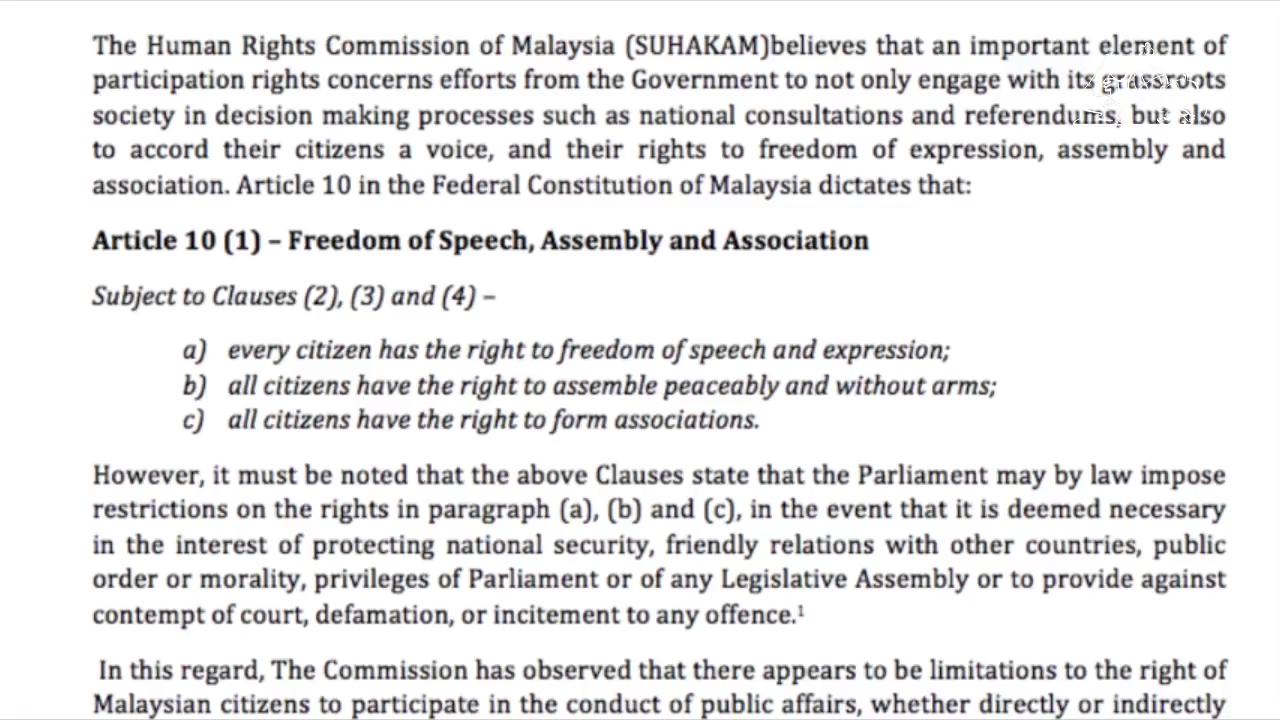 The Human Rights Commission of Malaysia (SUHAKAM)believes that an important element of
participation rights concerns efforts from the Government to not only engage with its grassroots
society in decision making processes such as national consultations and referendums, but also
to accord their citizens a voice, and their rights to freedom of expression, assembly and
association. Article 10 in the Federal Constitution of Malaysia dictates that:
Article 10 (1) – Freedom of Speech, Assembly and Association
Subject to Clauses (2), (3) and (4) –
a) every citizen has the right to freedom of speech and expression;
b) all citizens have the right to assemble peaceably and without arms;
c) all citizens have the right to form associations.
However, it must be noted that the above Clauses state that the Parliament may by law impose
restrictions on the rights in paragraph (a), (b) and (c), in the event that it is deemed necessary
in the interest of protecting national security, friendly relations with other countries, public
order or morality, privileges of Parliament or of any Legislative Assembly or to provide against
contempt of court, defamation, or incitement to any offence.¹
In this regard, The Commission has observed that there appears to be limitations to the right of
Malaysian citizens to participate in the conduct of public affairs, whether directly or indirectly